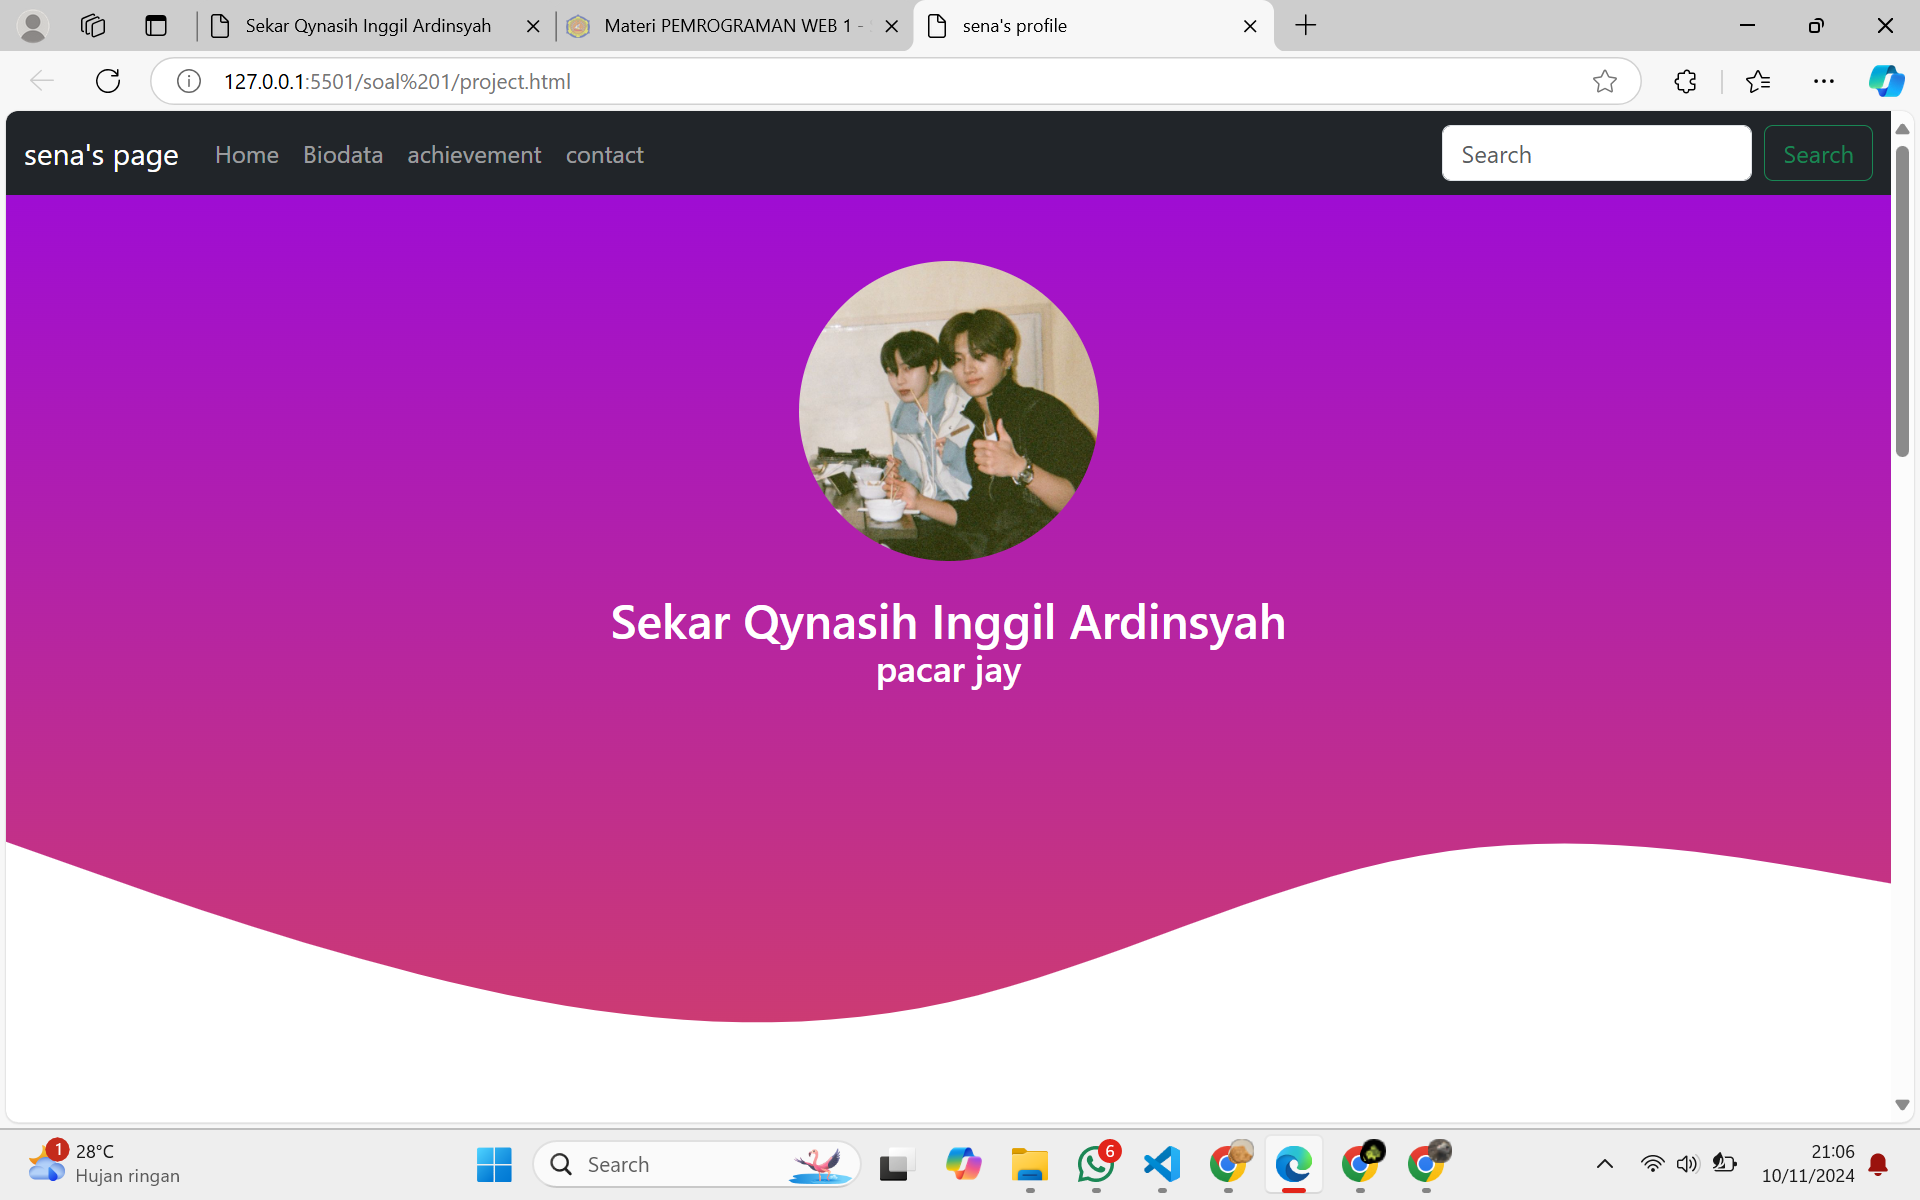 Sekar Qynasih Inggil Ardinsyah
Materi PEMROGRAMAN WEB 1 -
sena's profile
127.0.0.1:5501/soal%201/project.html
sena's page
Home
Biodata
achievement
contact
Search
Search
Sekar Qynasih Inggil Ardinsyah
pacar jay
1
28°C
Hujan ringan
Search
6
21:06
10/11/2024